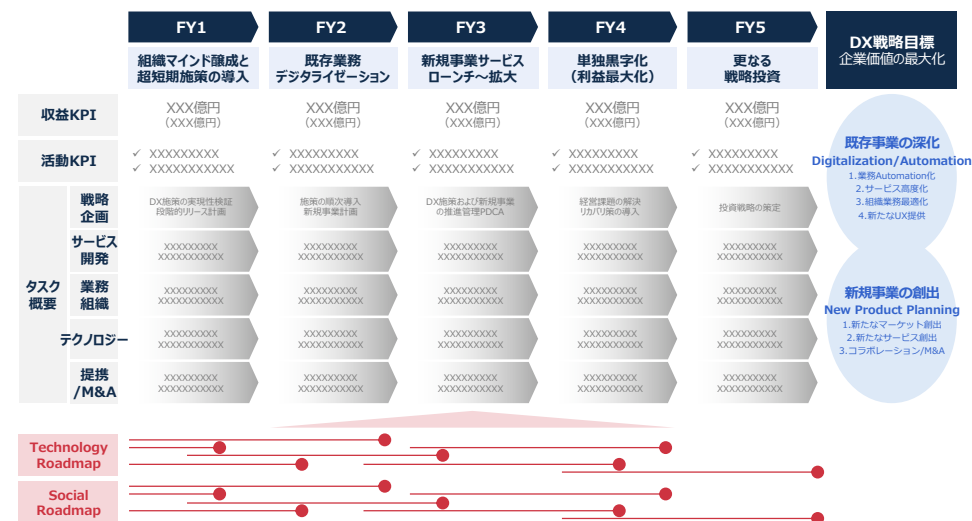 FY1
FY2
FY3
FY4
FY5
DX戦略目標
企業価値の最大化
組織マインド醸成と
超短期施策の導入
既存業務
デジタライゼーション
新規事業サービス
ローンチ～拡大
単独黒字化
（利益最大化）
更なる
戦略投資
収益KPI
XXX億円
（XXX億円）
XXX億円
（XXX億円）
XXX億円
（XXX億円）
XXX億円
（XXX億円）
XXX億円
（XXX億円）
活動KPI
✓ XXXXXXXXX
✓ XXXXXXXXXXX
✓ XXXXXXXXX
✓ XXXXXXXXXXX
✓ XXXXXXXXX
✓ XXXXXXXXXXX
✓ XXXXXXXXX
✓ XXXXXXXXXXX
✓ XXXXXXXXX
✓ XXXXXXXXXXX
タスク
概要
戦略
企画
DX施策の実現性検証
段階的リリース計画
施策の順次導入
新規事業計画
DX施策および新規事業
の推進管理PDCA
経営課題の解決
リカバリ策の導入
投資戦略の策定
サービス
開発
XXXXXXXXX
XXXXXXXXXXX
XXXXXXXXX
XXXXXXXXXXX
XXXXXXXXX
XXXXXXXXXXX
XXXXXXXXX
XXXXXXXXXXX
XXXXXXXXX
XXXXXXXXXXX
業務
組織
XXXXXXXXX
XXXXXXXXXXX
XXXXXXXXX
XXXXXXXXXXX
XXXXXXXXX
XXXXXXXXXXX
XXXXXXXXX
XXXXXXXXXXX
XXXXXXXXX
XXXXXXXXXXX
テクノロジー
XXXXXXXXX
XXXXXXXXXXX
XXXXXXXXX
XXXXXXXXXXX
XXXXXXXXX
XXXXXXXXXXX
XXXXXXXXX
XXXXXXXXXXX
XXXXXXXXX
XXXXXXXXXXX
提携
/M&A
XXXXXXXXX
XXXXXXXXXXX
XXXXXXXXX
XXXXXXXXXXX
XXXXXXXXX
XXXXXXXXXXX
XXXXXXXXX
XXXXXXXXXXX
XXXXXXXXX
XXXXXXXXXXX
既存事業の深化
Digitalization/Automation
1.業務Automation化
2.サービス高度化
3.組織業務最適化
4.新たなUX提供
新規事業の創出
New Product Planning
1.新たなマーケット創出
2.新たなサービス創出
3.コラボレーション/M&A
Technology
Roadmap
Social
Roadmap